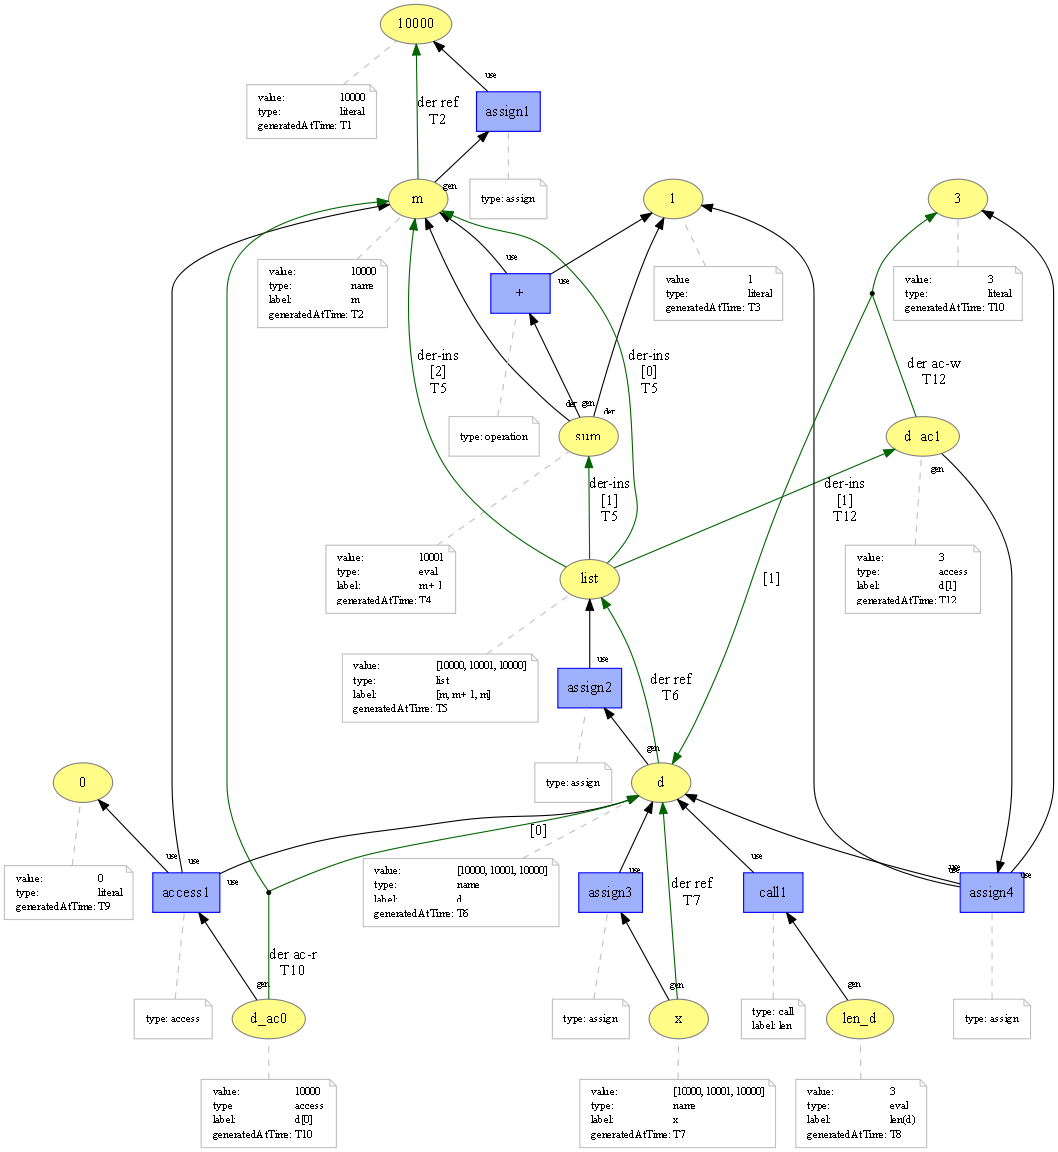 10000
use
value: 10000
type: literal
generatedAtTime: T1
der ref
T2
assign1
gen
type: assign
m
1
3
value: 10000
type: name
label: m
generatedAtTime: T2
use
use
+
value 1
type: literal
generatedAtTime: T3
value: 3
type: literal
generatedAtTime: T10
der-ins
[2]
T5
der-ins
[0]
T5
der ac-w
T12
der
gen
der
type: operation
sum
d_ac1
gen
der-ins
[1]
T5
der-ins
[1]
T12
value: 10001
type: eval
label: m+1
generatedAtTime: T4
list
[1]
value: 3
type: access
label: d[1]
generatedAtTime: T12
use
value: [10000, 10001, 10000]
type: list
label: [m, m+1, m]
generatedAtTime: T5
assign2
der ref
T6
gen
type: assign
0
d
[0]
use
use
use
value: 0
type: literal
generatedAtTime: T9
access1
value: [10000, 10001, 10000]
type: name
label: d
generatedAtTime: T6
use
assign3
der ref
T7
use
call1
use
use
use
assign4
der ac-r
T10
gen
gen
gen
type: access
d_ac0
type: assign
x
type: call
label: len
len_d
type: assign
value: 10000
type access
label: d[0]
generatedAtTime: T10
value: [10000, 10001, 10000]
type: name
label: x
generatedAtTime: T7
value: 3
type: eval
label: len(d)
generatedAtTime: T8